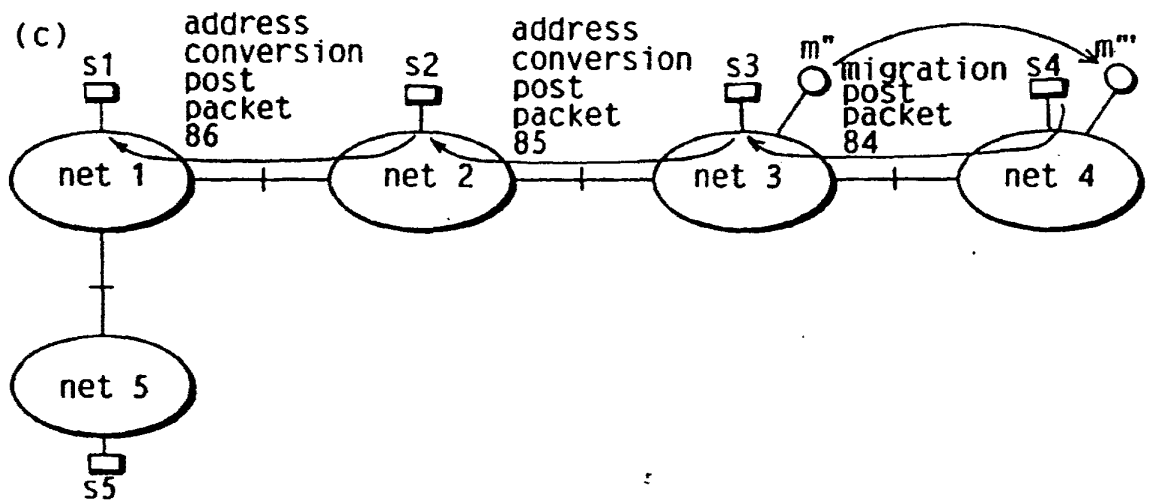 (c)
s1
address
conversion
post
packet
86
s2
address
conversion
post
packet
85
s3
m"
migration
post
packet
84
s4
m"'
net 1
net 2
net 3
net 4
net 5
s5